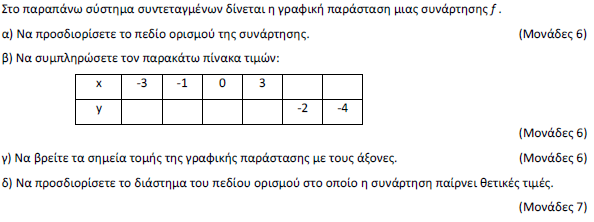 Στο παραπάνω σύστημα συντεταγμένων δίνεται η γραφική παράσταση μιας συνάρτησης f .
α) Να προσδιορίσετε το πεδίο ορισμού της συνάρτησης. (Μονάδες 6)
β) Να συμπληρώσετε τον παρακάτω πίνακα τιμών:
x -3 -1 0 3
y -2 -4
(Μονάδες 6)
γ) Να βρείτε τα σημεία τομής της γραφικής παράστασης με τους άξονες. (Μονάδες 6)
δ) Να προσδιορίσετε το διάστημα του πεδίου ορισμού στο οποίο η συνάρτηση παίρνει θετικές τιμές.
(Μονάδες 7)